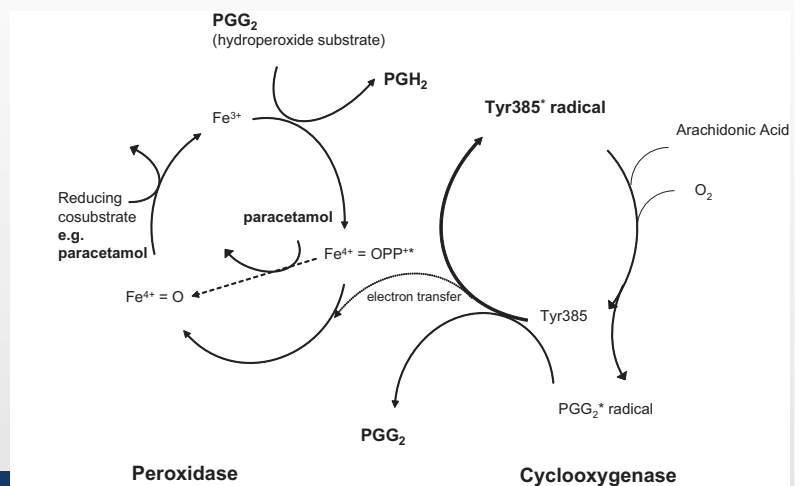 PGG₂
(hydroperoxide substrate)
PGH₂
Fe³⁺
Tyr385* radical
Arachidonic Acid
O₂
Reducing
cosubstrate
e.g.
paracetamol
paracetamol
Fe⁴⁺ = OPP⁺*
Fe⁴⁺ = O
electron transfer
Tyr385
PGG₂* radical
PGG₂
Peroxidase
Cyclooxygenase